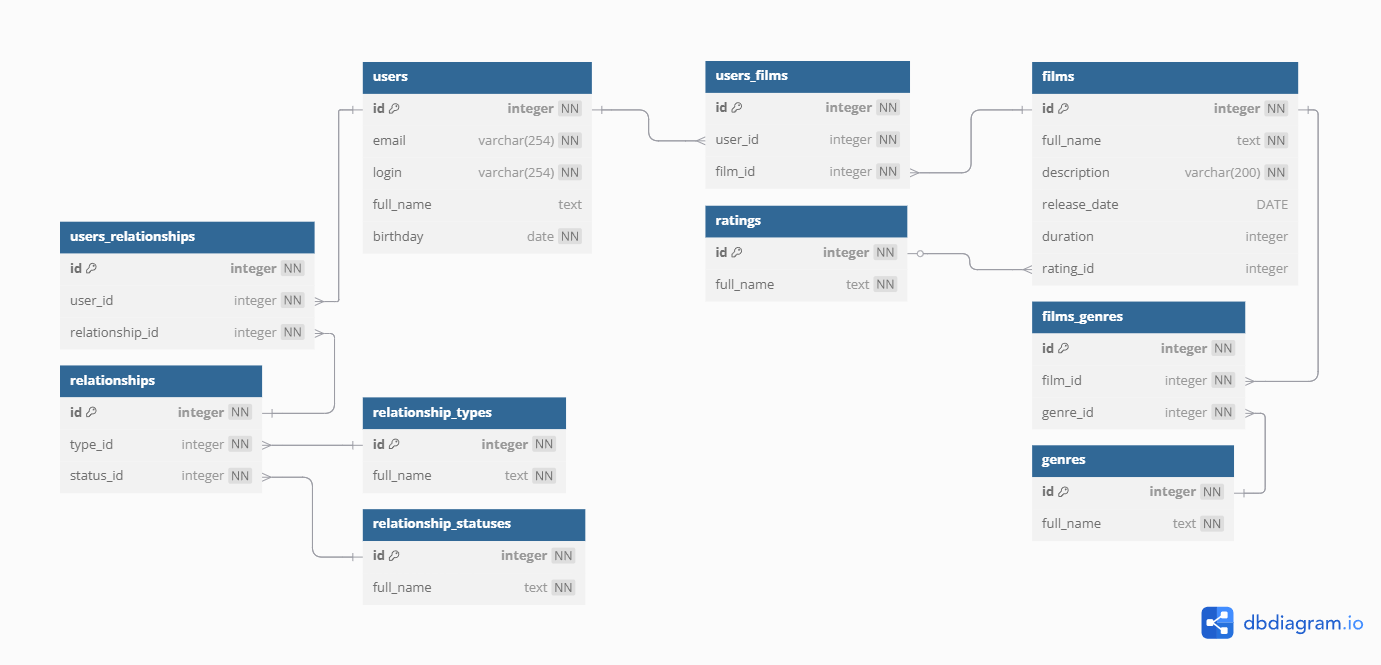 users
id integer NN
email varchar(254) NN
login varchar(254) NN
full_name text
birthday date NN
users_films
id integer NN
user_id integer NN
film_id integer NN
films
id integer NN
full_name text NN
description varchar(200) NN
release_date DATE
duration integer
rating_id integer
users_relationships
id integer NN
user_id integer NN
relationship_id integer NN
ratings
id integer NN
full_name text NN
films_genres
id integer NN
film_id integer NN
genre_id integer NN
relationships
id integer NN
type_id integer NN
status_id integer NN
relationship_types
id integer NN
full_name text NN
genres
id integer NN
full_name text NN
relationship_statuses
id integer NN
full_name text NN
dbdiagram.io